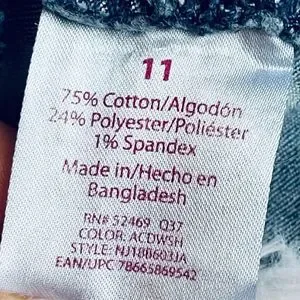 11
75% Cotton/Algodón
24% Polyester/Poliéster
1% Spandex
Made in/Hecho en
Bangladesh
RN# 52469 Q37
COLOR: ACDWSH
STYLE: NJ18B603JA
EAN/UPC 78665869542